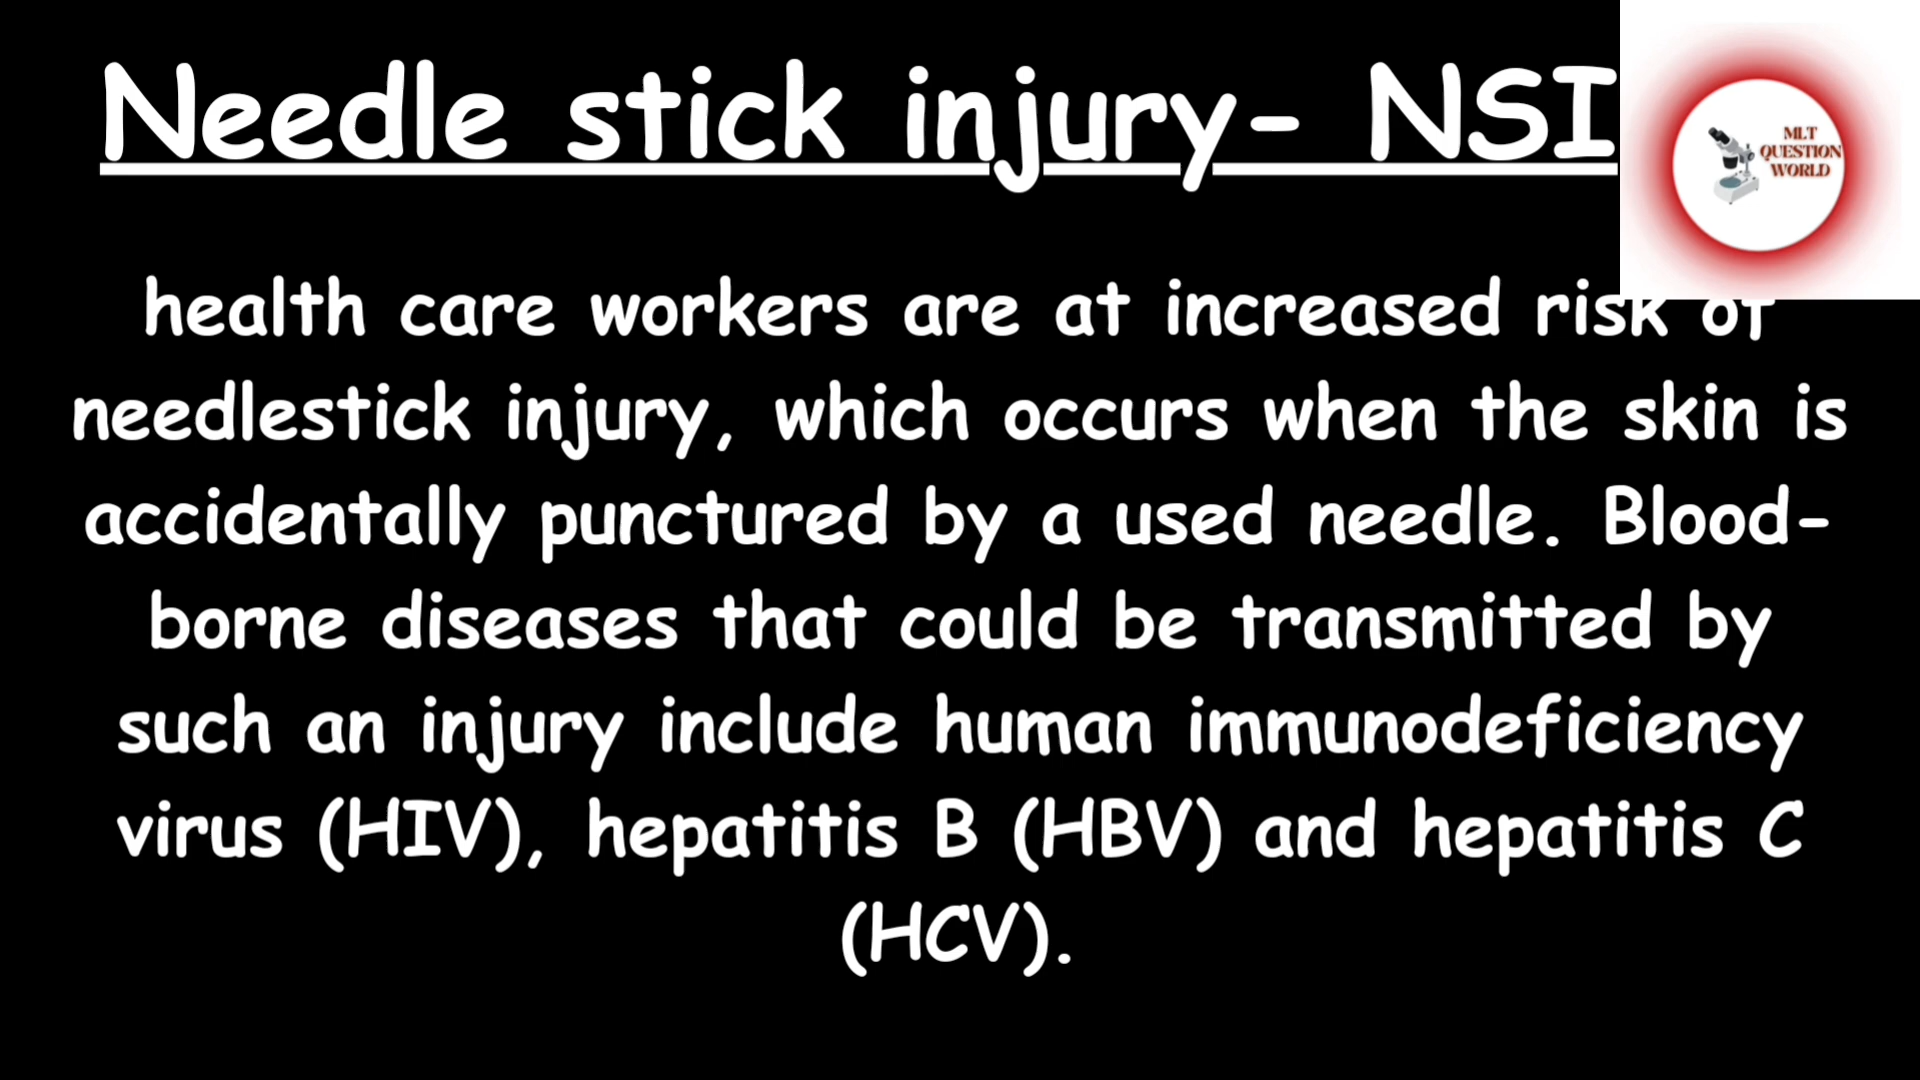 Needle stick injury- NSI
MLT
QUESTION
WORLD
health care workers are at increased risk of
needlestick injury, which occurs when the skin is
accidentally punctured by a used needle. Blood-
borne diseases that could be transmitted by
such an injury include human immunodeficiency
virus (HIV), hepatitis B (HBV) and hepatitis C
(HCV).